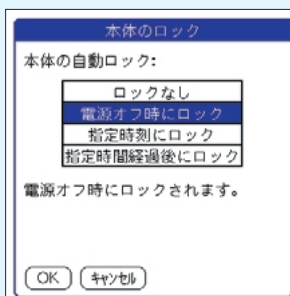 本体のロック
本体の自動ロック:
ロックなし
電源オフ時にロック
指定時刻にロック
指定時間経過後にロック
電源オフ時にロックされます。
OK キャンセル